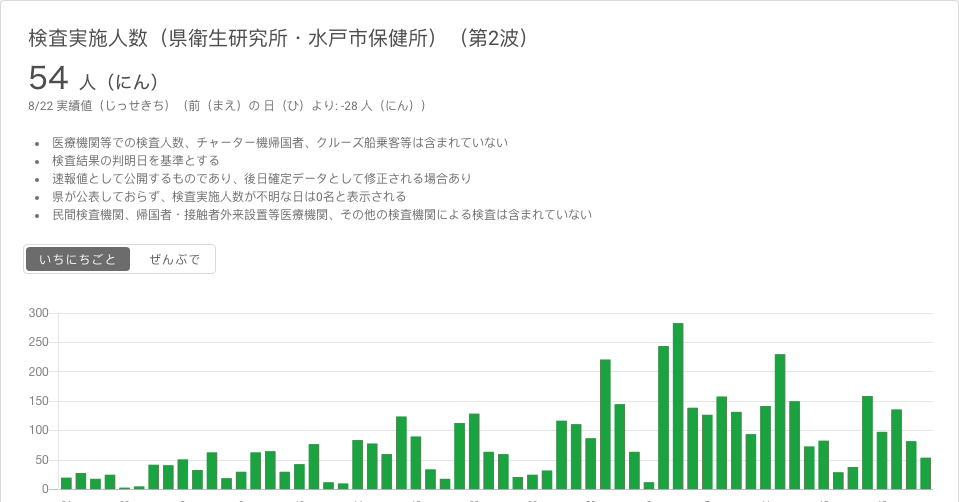 検査実施人数（県衛生研究所・水戸市保健所）（第2波）
54 人（にん）
8/22 実績値（じっせきち）（前（まえ）の 日（ひ）より: -28 人（にん））
• 医療機関等での検査人数、チャーター機帰国者、クルーズ船乗客等は含まれていない
• 検査結果の判明日を基準とする
• 速報値として公開するものであり、後日確定データとして修正される場合あり
• 県が公表しておらず、検査実施人数が不明な日は0名と表示される
• 民間検査機関、帰国者・接触者外来設置等医療機関、その他の検査機関による検査は含まれていない
いちにちごと ぜんぶで
300
250
200
150
100
50
0